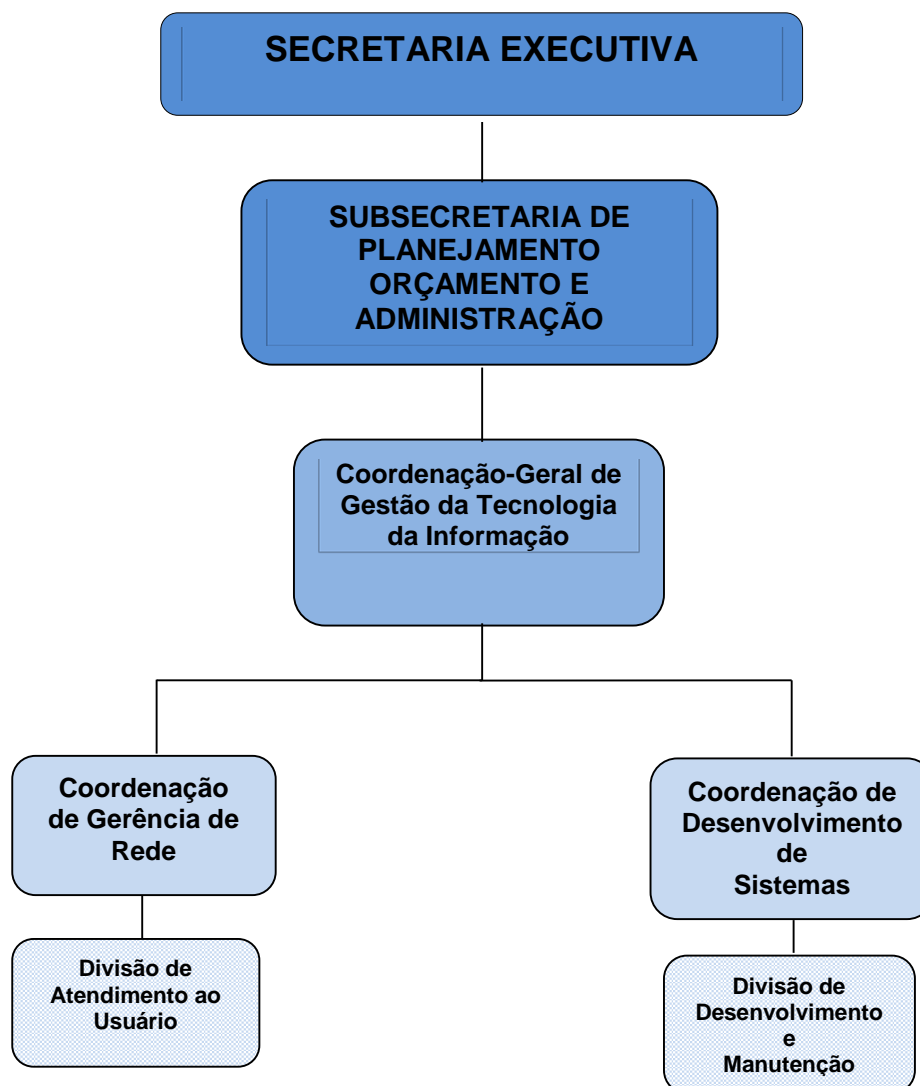 SECRETARIA EXECUTIVA
SUBSECRETARIA DE
PLANEJAMENTO
ORÇAMENTO E
ADMINISTRAÇÃO
Coordenação-Geral de
Gestão da Tecnologia
da Informação
Coordenação
de Gerência de
Rede
Coordenação de
Desenvolvimento
de
Sistemas
Divisão de
Atendimento ao
Usuário
Divisão de
Desenvolvimento
e
Manutenção